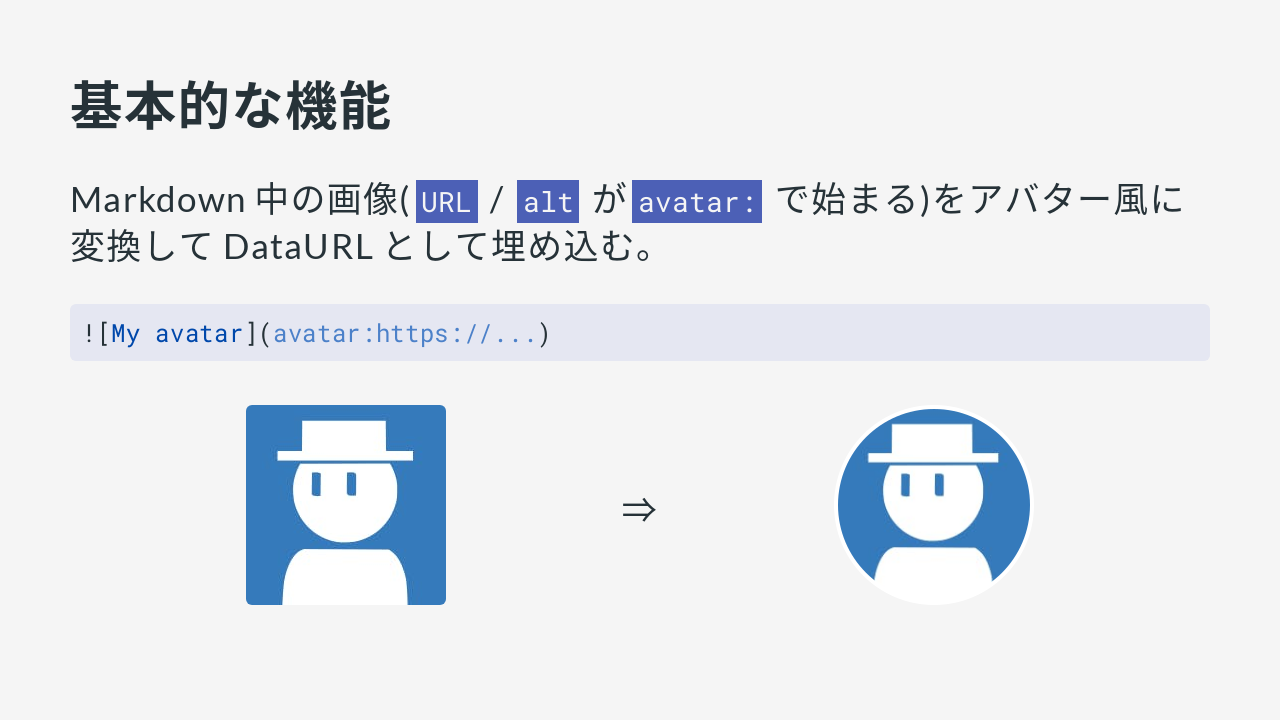 基本的な機能
Markdown 中の画像( URL / alt が avatar: で始まる)をアバター風に
変換して DataURL として埋め込む。
![My avatar](avatar:https://...)
⇒